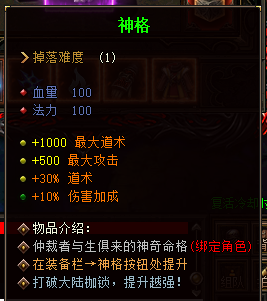 神格
掉落难度 (1)
血量 100
法力 100
+1000 最大道术
+500 最大攻击
+30% 道术
+10% 伤害加成
物品介绍:
仲裁者与生俱来的神奇命格(绑定角色)
在装备栏→神格按钮处提升
打破大陆枷锁，提升越强!